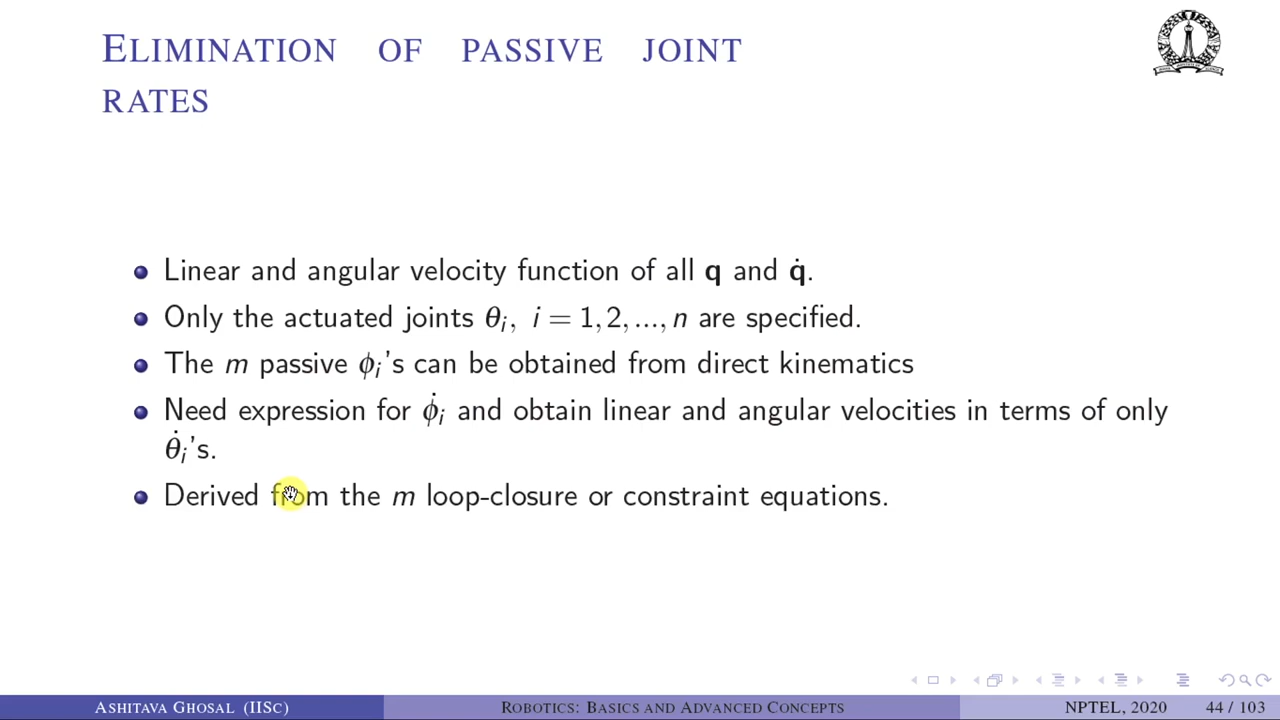 ELIMINATION OF PASSIVE JOINT
RATES
Linear and angular velocity function of all q and q̇.
Only the actuated joints θᵢ, i = 1, 2, ..., n are specified.
The m passive ϕᵢ's can be obtained from direct kinematics
Need expression for ϕ̇ᵢ and obtain linear and angular velocities in terms of only
θ̇ᵢ's.
Derived from the m loop-closure or constraint equations.
ASHITAVA GHOSAL (IISC) ROBOTICS: BASICS AND ADVANCED CONCEPTS NPTEL, 2020 44 / 103